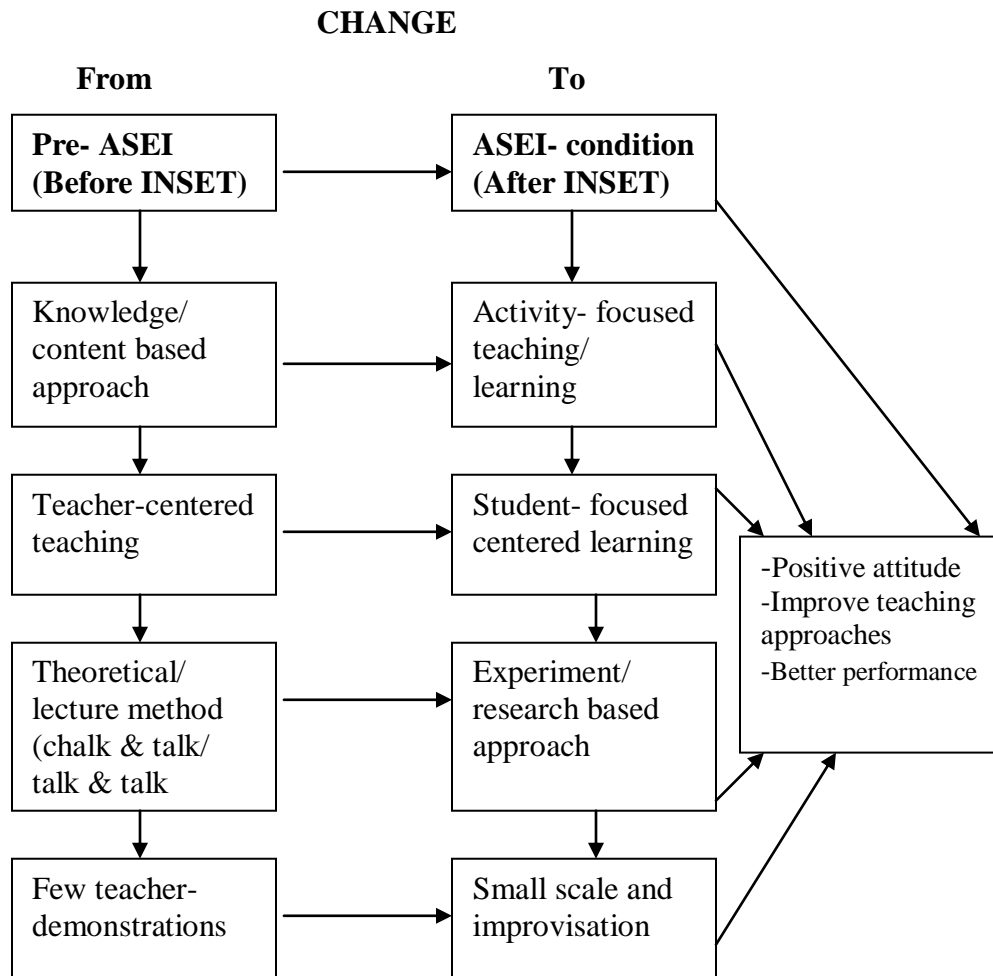 CHANGE
From
To
Pre- ASEI
(Before INSET)
ASEI- condition
(After INSET)
Knowledge/
content based
approach
Activity- focused
teaching/
learning
Teacher-centered
teaching
Student- focused
centered learning
-Positive attitude
-Improve teaching
approaches
-Better performance
Theoretical/
lecture method
(chalk & talk/
talk & talk
Experiment/
research based
approach
Few teacher-
demonstrations
Small scale and
improvisation